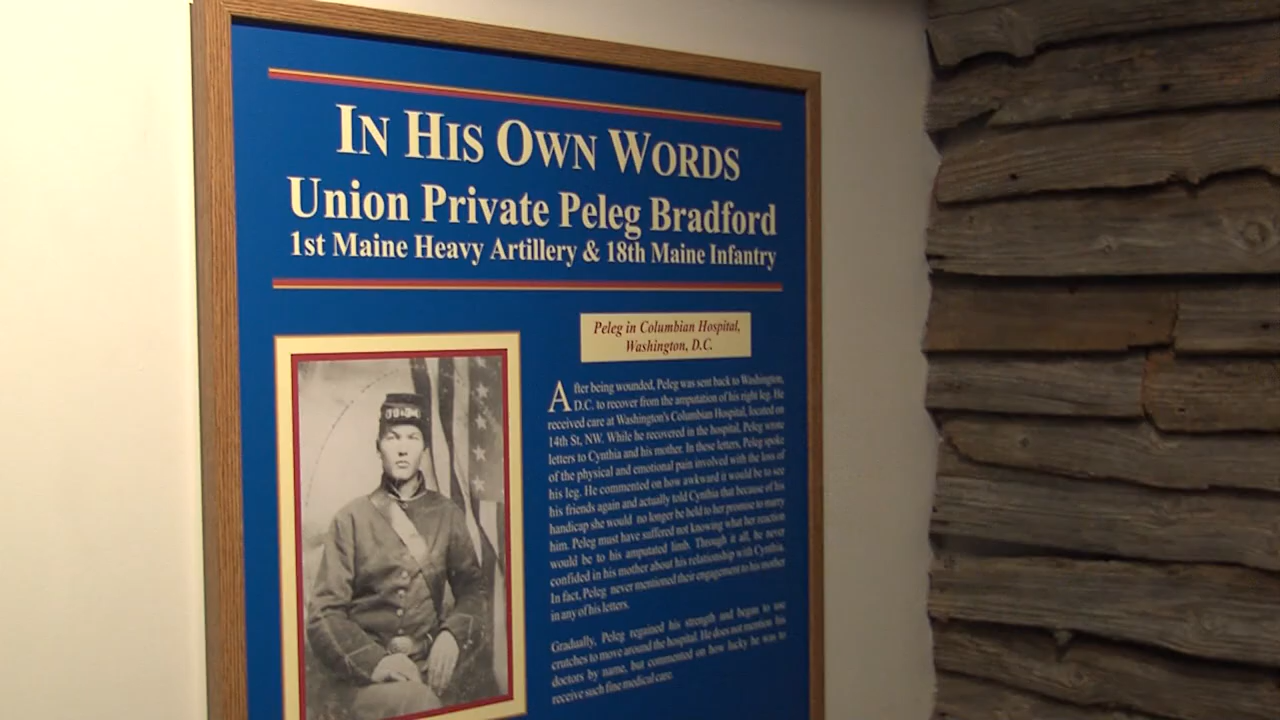 IN HIS OWN WORDS
Union Private Peleg Bradford
1st Maine Heavy Artillery & 18th Maine Infantry
Peleg in Columbian Hospital,
Washington, D.C.
After being wounded, Peleg was sent back to Washington,
D.C. to recover from the amputation of his right leg. He
received care at Washington's Columbian Hospital, located on
14th St, NW. While he recovered in the hospital, Peleg wrote
letters to Cynthia and his mother. In these letters, Peleg spoke
of the physical and emotional pain involved with the loss of
his leg. He commented on how awkward it would be to see
his friends again and actually told Cynthia that because of his
handicap she would no longer be held to her promise to marry
him. Peleg must have suffered not knowing what her reaction
would be to his amputated limb. Through it all, he never
confided in his mother about his relationship with Cynthia.
In fact, Peleg never mentioned their engagement to his mother
in any of his letters.
Gradually, Peleg regained his strength and began to use
crutches to move around the hospital. He does not mention his
doctors by name, but commented on how lucky he was to
receive such fine medical care.